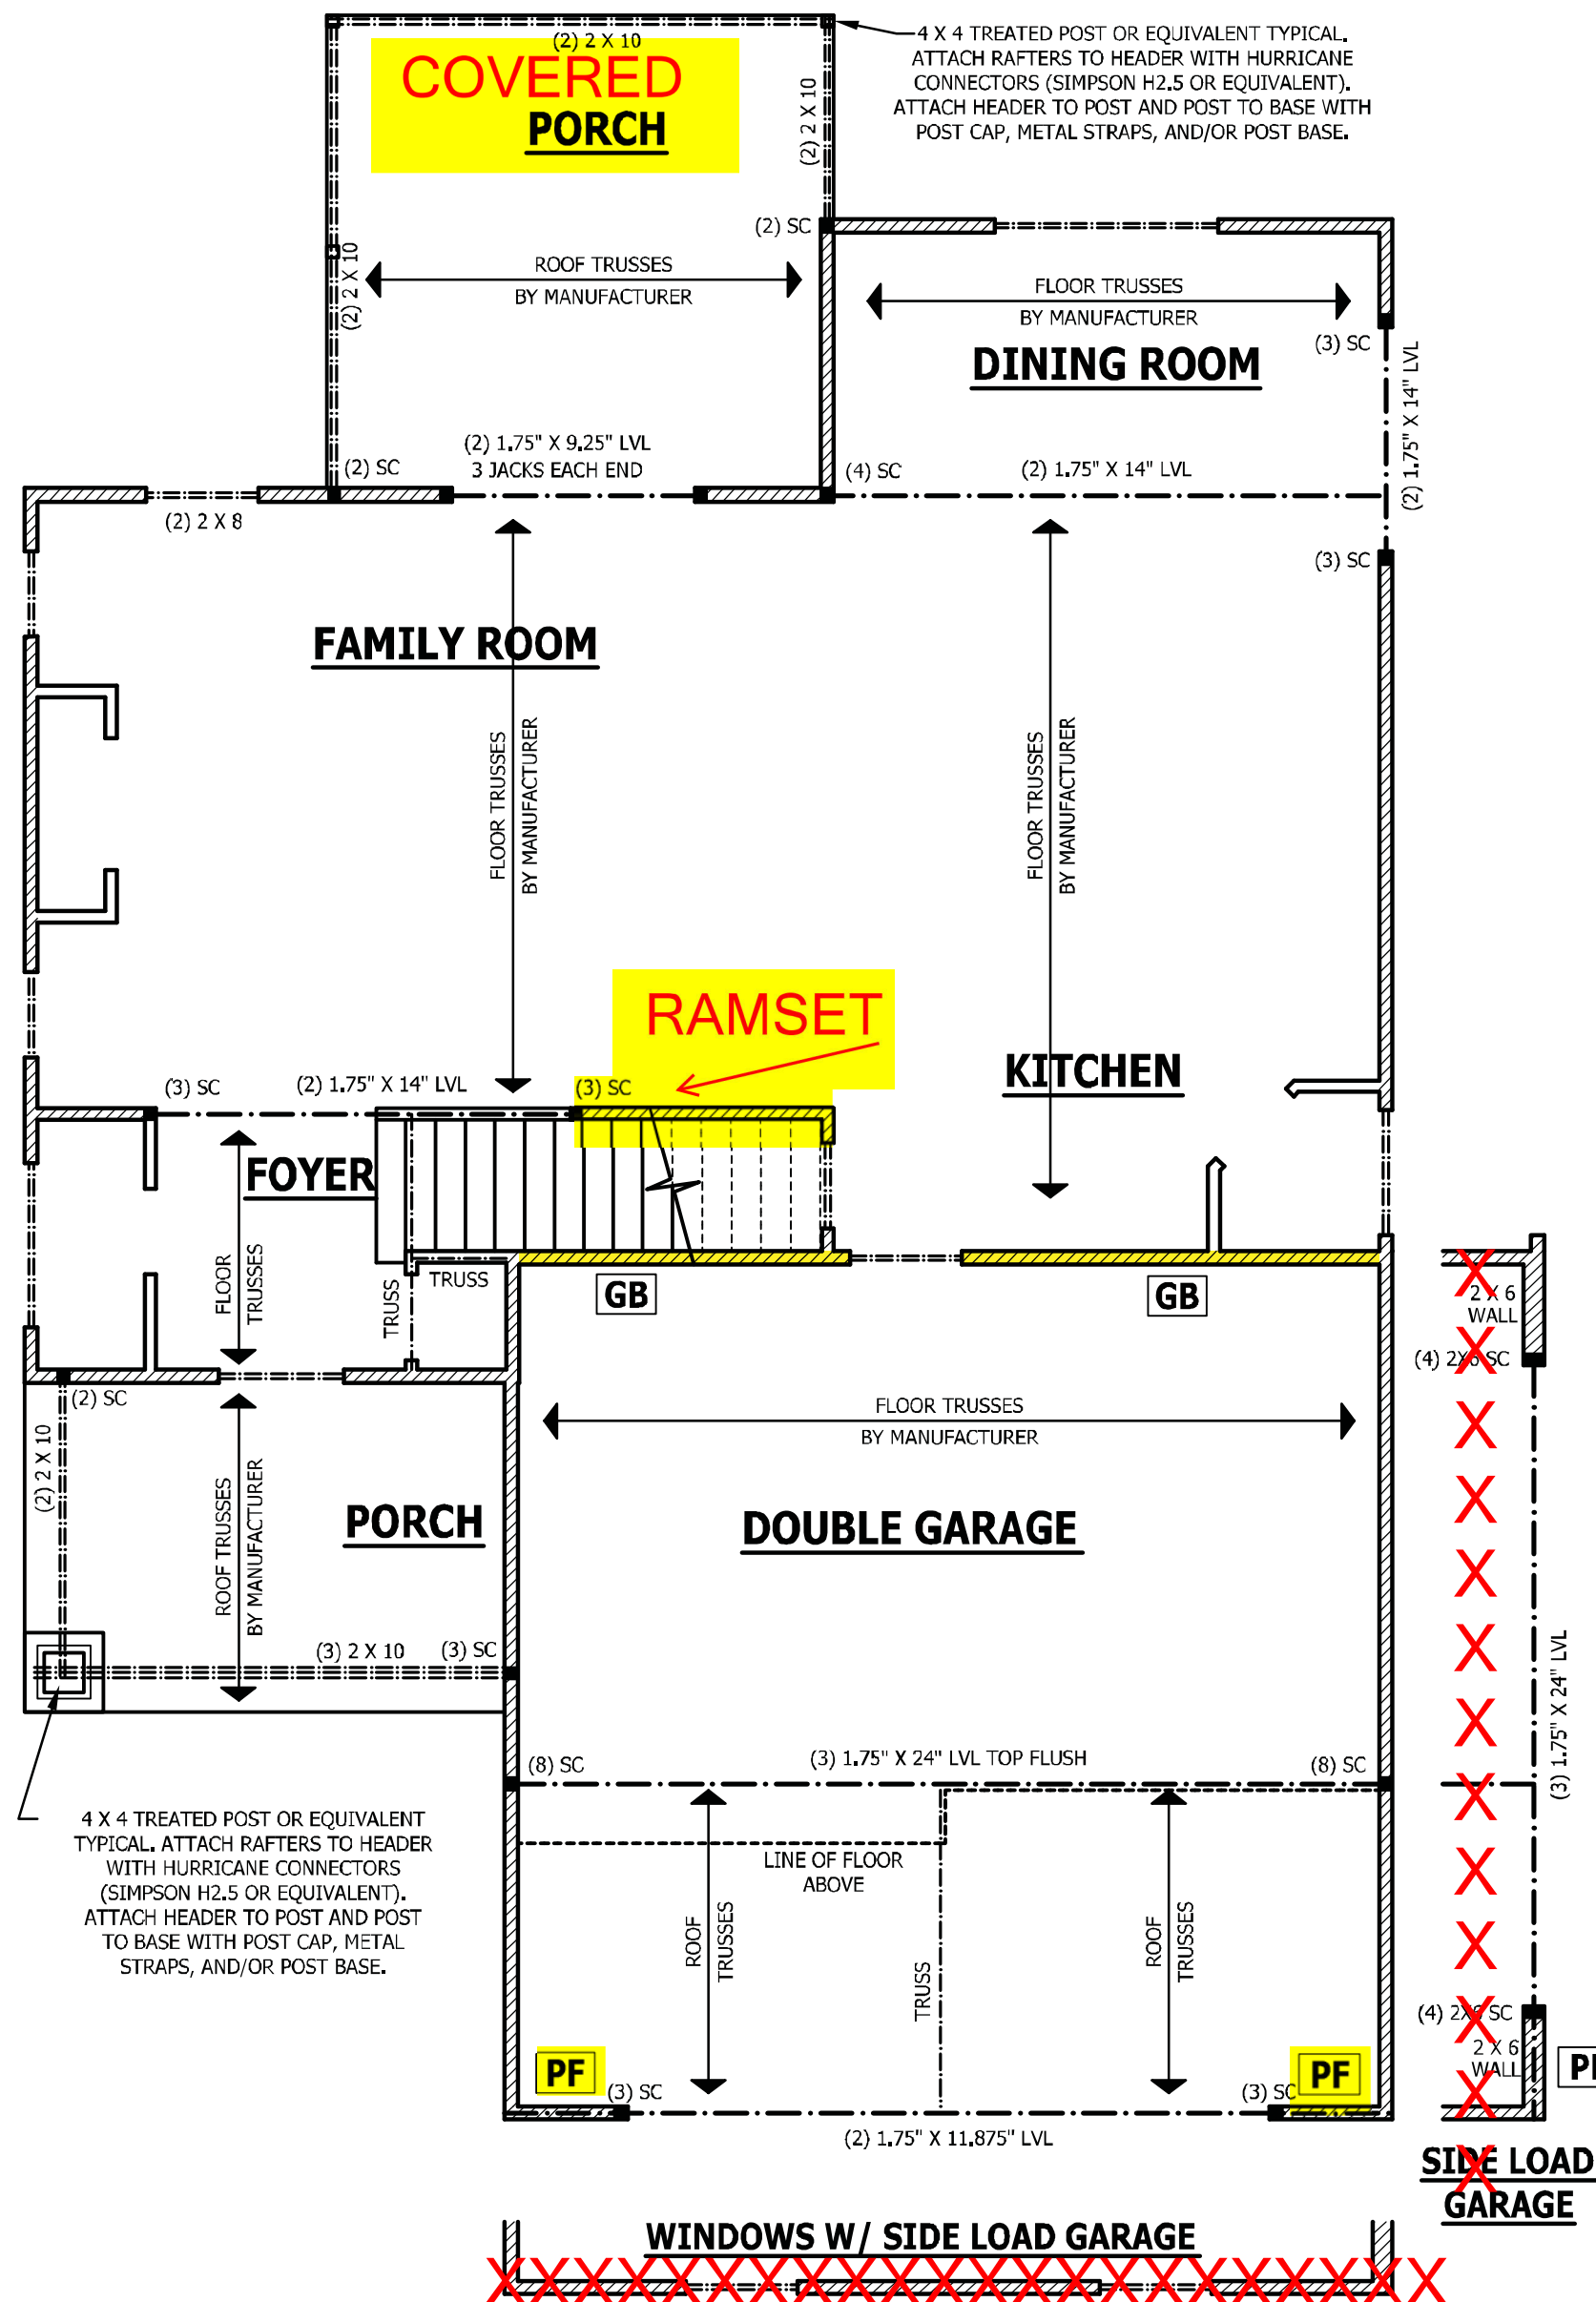 (2) 2 X 10
COVERED
PORCH
(2) 2 X 10
4 X 4 TREATED POST OR EQUIVALENT TYPICAL.
ATTACH RAFTERS TO HEADER WITH HURRICANE
CONNECTORS (SIMPSON H2.5 OR EQUIVALENT).
ATTACH HEADER TO POST AND POST TO BASE WITH
POST CAP, METAL STRAPS, AND/OR POST BASE.
(2) SC
(2) 2 X 10
ROOF TRUSSES
BY MANUFACTURER
FLOOR TRUSSES
BY MANUFACTURER
DINING ROOM
(3) SC
(2) 1.75" X 14" LVL
(2) SC
(2) 1.75" X 9.25" LVL
3 JACKS EACH END
(4) SC
(2) 1.75" X 14" LVL
(2) 2 X 8
(3) SC
FAMILY ROOM
FLOOR TRUSSES
BY MANUFACTURER
FLOOR TRUSSES
BY MANUFACTURER
RAMSET
KITCHEN
(3) SC
(2) 1.75" X 14" LVL
(3) SC
FOYER
FLOOR
TRUSSES
TRUSS
TRUSS
GB
GB
2 X 6
WALL
(4) 2X6 SC
(2) SC
(2) 2 X 10
ROOF TRUSSES
BY MANUFACTURER
FLOOR TRUSSES
BY MANUFACTURER
PORCH
DOUBLE GARAGE
(3) 2 X 10
(3) SC
(3) 1.75" X 24" LVL
(8) SC
(3) 1.75" X 24" LVL TOP FLUSH
(8) SC
4 X 4 TREATED POST OR EQUIVALENT
TYPICAL. ATTACH RAFTERS TO HEADER
WITH HURRICANE CONNECTORS
(SIMPSON H2.5 OR EQUIVALENT).
ATTACH HEADER TO POST AND POST
TO BASE WITH POST CAP, METAL
STRAPS, AND/OR POST BASE.
LINE OF FLOOR
ABOVE
ROOF
TRUSSES
TRUSS
ROOF
TRUSSES
(4) 2X6 SC
2 X 6
WALL
PF
(3) SC
(3) SC
PF
(2) 1.75" X 11.875" LVL
SIDE LOAD
GARAGE
WINDOWS W/ SIDE LOAD GARAGE
X
X
X
X
X
X
X
X
X
X
X
X
X
XXXXXXXXXXXXXXXXXXXXXX